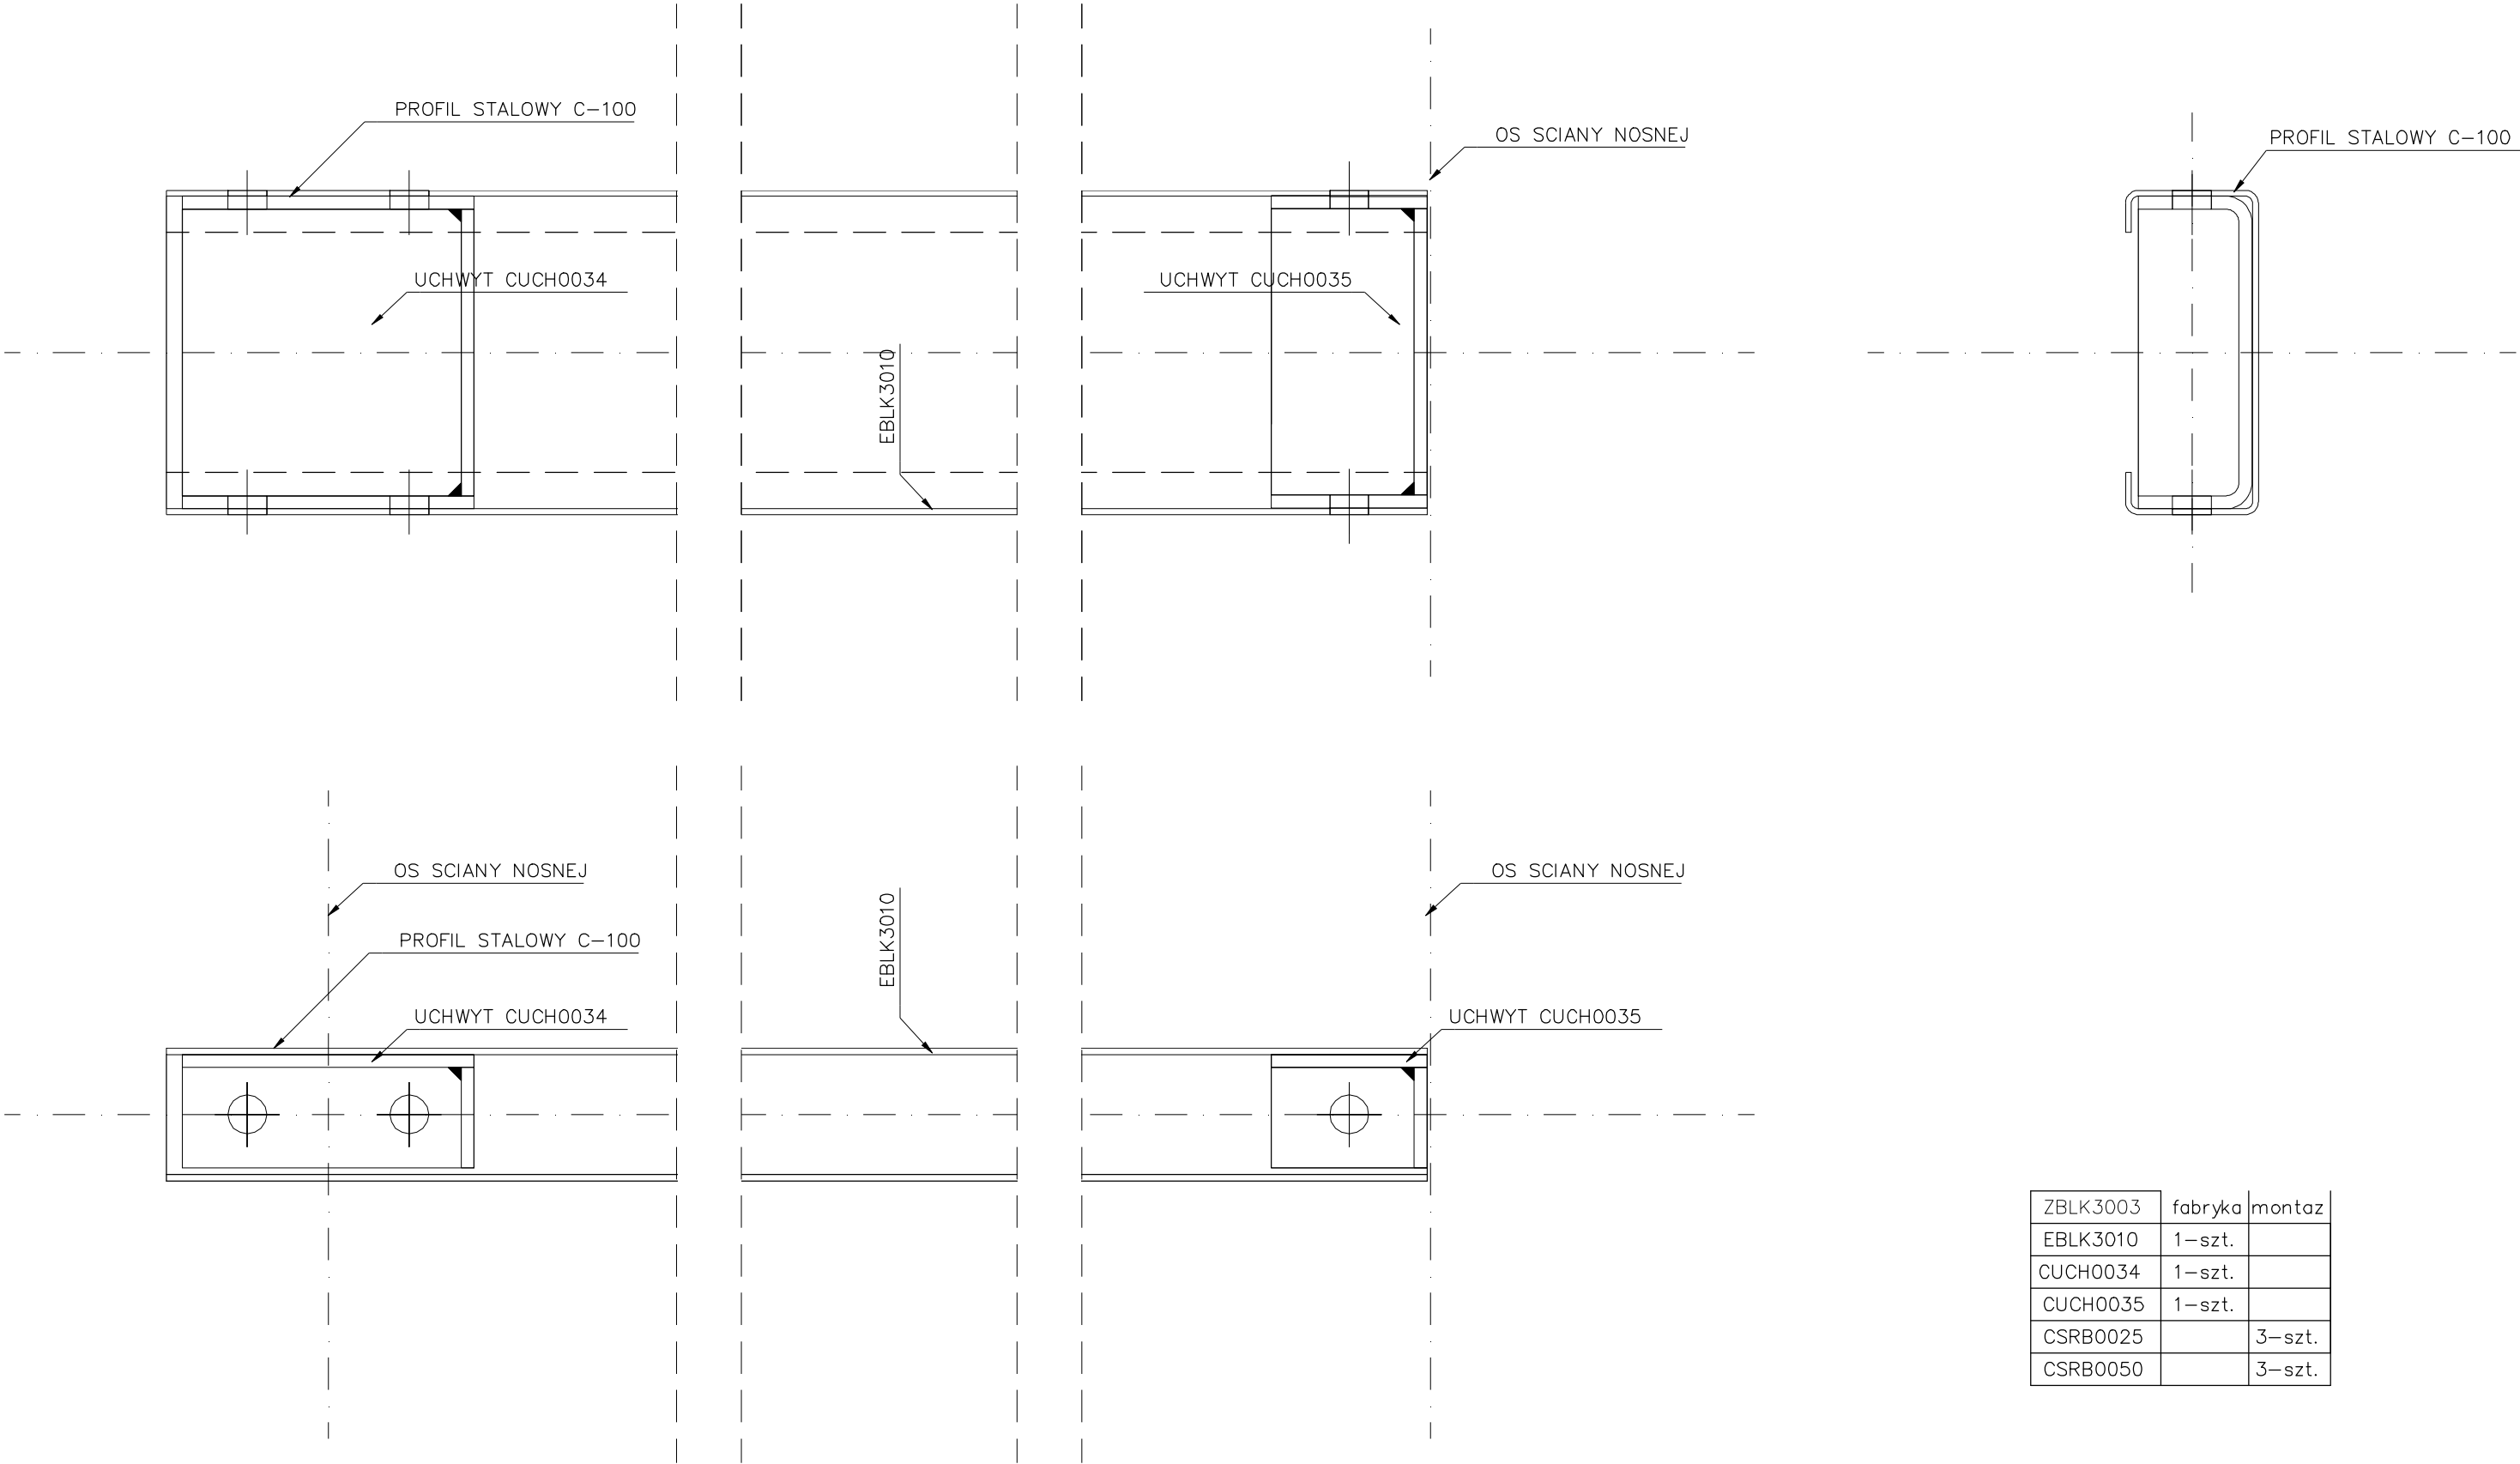 PROFIL STALOWY C-100
OS SCIANY NOSNEJ
PROFIL STALOWY C-100
UCHWYT CUCH0034
UCHWYT CUCH0035
EBLK3010
OS SCIANY NOSNEJ
OS SCIANY NOSNEJ
EBLK3010
PROFIL STALOWY C-100
UCHWYT CUCH0034
UCHWYT CUCH0035
ZBLK3003 fabryka montaz
EBLK3010 1-szt.
CUCH0034 1-szt.
CUCH0035 1-szt.
CSRB0025 3-szt.
CSRB0050 3-szt.